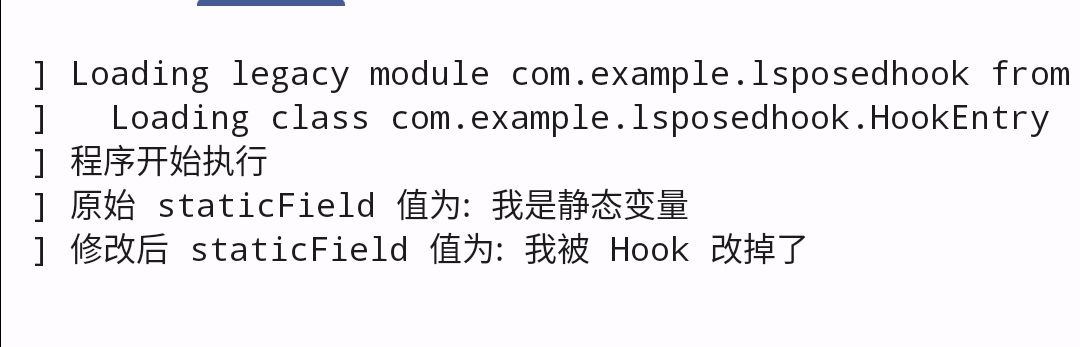 ] Loading legacy module com.example.lsposedhook from
]   Loading class com.example.lsposedhook.HookEntry
] 程序开始执行
] 原始 staticField 值为: 我是静态变量
] 修改后 staticField 值为: 我被 Hook 改掉了